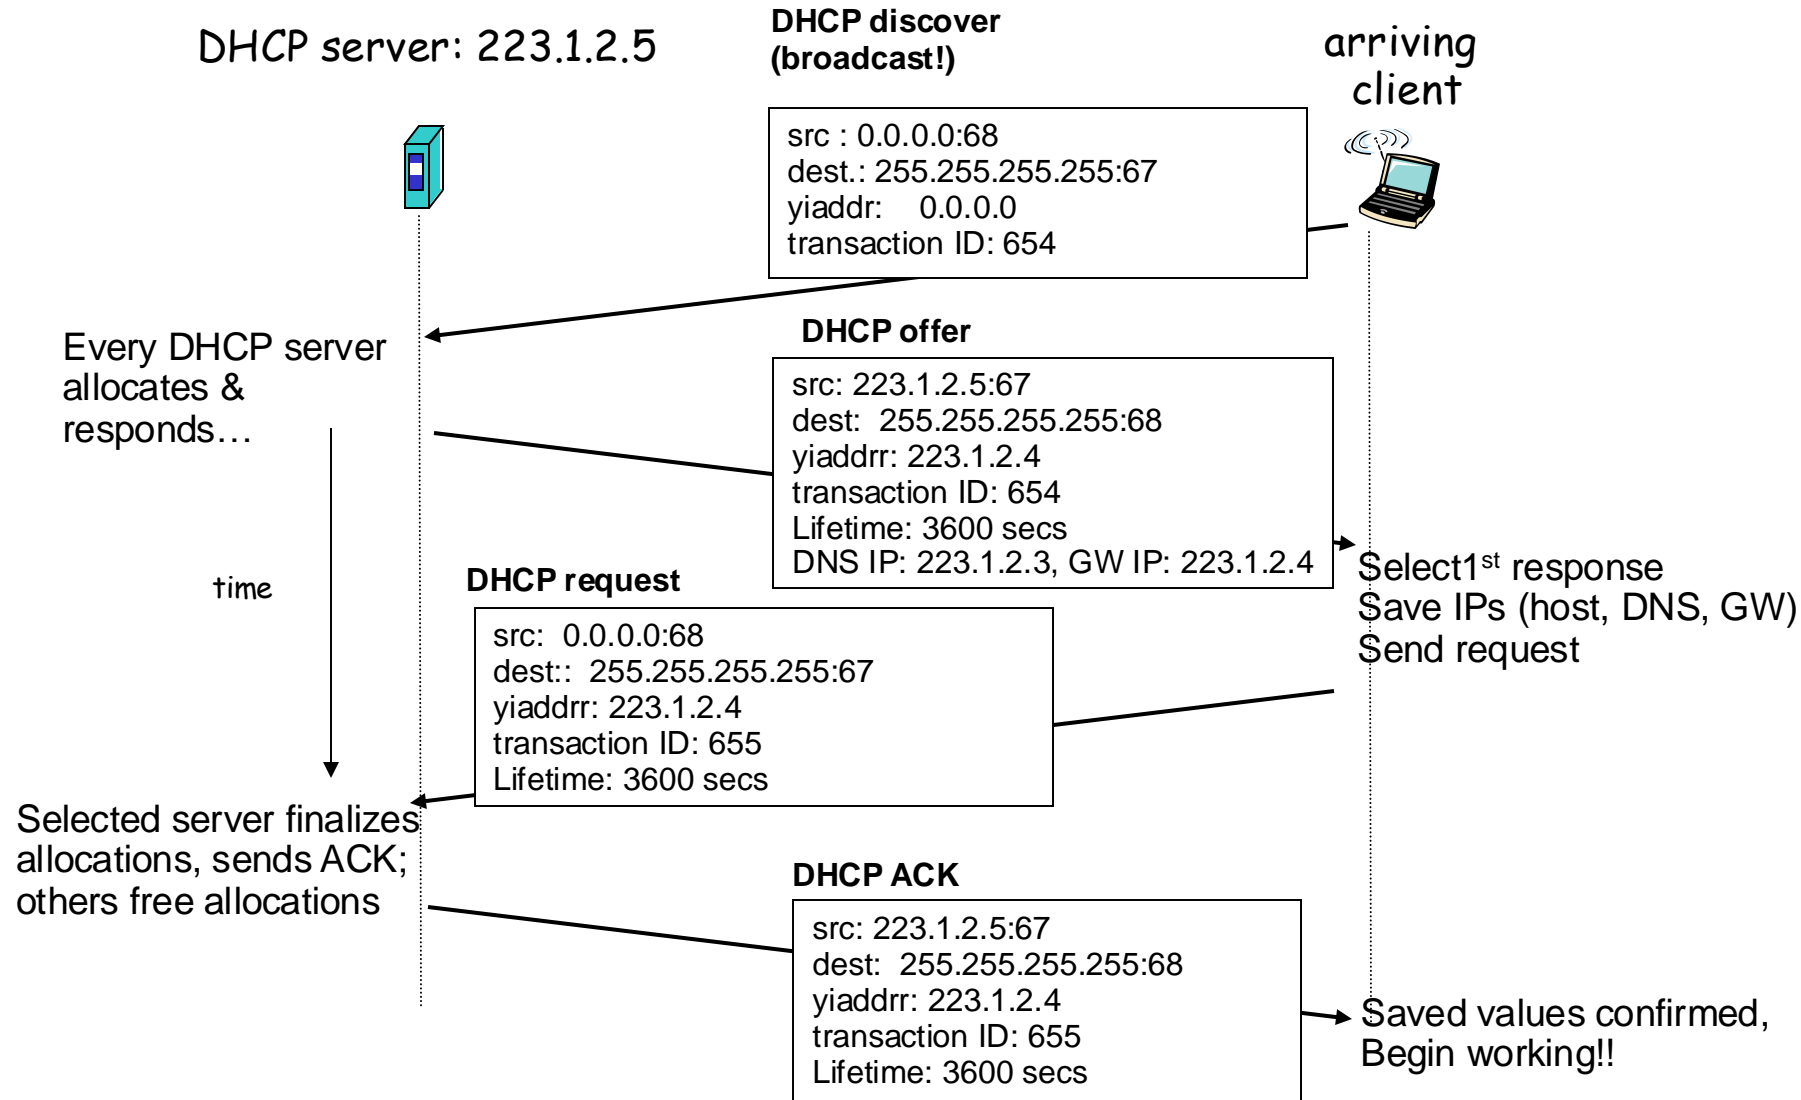 DHCP server: 223.1.2.5
DHCP discover
(broadcast!)
arriving
client
src : 0.0.0.0:68
dest.: 255.255.255.255:67
yiaddr: 0.0.0.0
transaction ID: 654
Every DHCP server
allocates &
responds…
DHCP offer
src: 223.1.2.5:67
dest: 255.255.255.255:68
yiaddrr: 223.1.2.4
transaction ID: 654
Lifetime: 3600 secs
DNS IP: 223.1.2.3, GW IP: 223.1.2.4
Select1st response
Save IPs (host, DNS, GW)
Send request
time
DHCP request
src: 0.0.0.0:68
dest:: 255.255.255.255:67
yiaddrr: 223.1.2.4
transaction ID: 655
Lifetime: 3600 secs
Selected server finalizes
allocations, sends ACK;
others free allocations
DHCP ACK
src: 223.1.2.5:67
dest: 255.255.255.255:68
yiaddrr: 223.1.2.4
transaction ID: 655
Lifetime: 3600 secs
Saved values confirmed,
Begin working!!